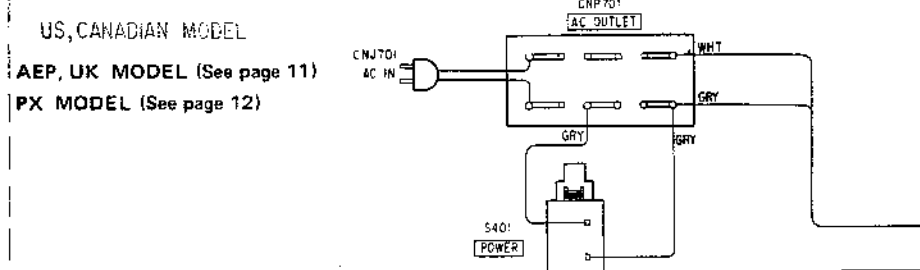 US, CANADIAN MODEL
AEP, UK MODEL (See page 11)
PX MODEL (See page 12)
CNP701
AC OUTLET
CNJ701
AC IN
WHT
GRY
GRY
GRY
S401
POWER